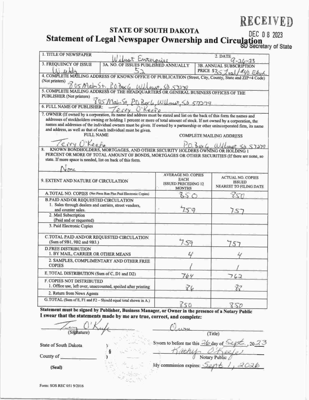 RECEIVED
DEC 08 2023
SD Secretary of State
STATE OF SOUTH DAKOTA
Statement of Legal Newspaper Ownership and Circulation
1. TITLE OF NEWSPAPER
Wilmot Enterprise
2. DATE
9-26-23
3. FREQUENCY OF ISSUE
Weekly
3A. NO. OF ISSUES PUBLISHED ANNUALLY
52
3B. ANNUAL SUBSCRIPTION
PRICE
4. COMPLETE MAILING ADDRESS OF KNOWN OFFICE OF PUBLICATION (Street, City, County, State and ZIP+4 Code)
(Not printers)
805 Main St, PO Box 6, Wilmot, SD 57279
5. COMPLETE MAILING ADDRESS OF THE HEADQUARTERS OR GENERAL BUSINESS OFFICES OF THE
PUBLISHER (Not printer)
805 Main St, PO Box 6, Wilmot, SD 57279
6. FULL NAME OF PUBLISHER:
Terry O'Keefe
7. OWNER (If owned by a corporation, its name and address must be stated and list on the back of this form the names and
addresses of stockholders owning or holding 1 percent or more of total amount of stock. If not owned by a corporation, the
names and addresses of the individual owners must be given. If owned by a partnership or other unincorporated firm, its name
and address, as well as that of each individual must be given.
FULL NAME
COMPLETE MAILING ADDRESS
Terry O'Keefe
PO Box 6, Wilmot, SD 57279
8. KNOWN BONDHOLDERS, MORTGAGES, AND OTHER SECURITY HOLDERS OWNING OR HOLDING 1
PERCENT OR MORE OF TOTAL AMOUNT OF BONDS, MORTGAGES OR OTHER SECURITIES (If there are none, so
state. If more space is needed, list on back of this form.
None
9. EXTENT AND NATURE OF CIRCULATION
AVERAGE NO. COPIES
EACH
ISSUED PRECEDING 12
MONTHS
ACTUAL NO. COPIES
ISSUED
NEAREST TO FILING DATE
A. TOTAL NO. COPIES (Net Press Run Plus Paid Electronic Copies)
850
850
B. PAID AND/OR REQUESTED CIRCULATION
1. Sales through dealers and carriers, street vendors,
and counter sales.
759
757
2. Mail Subscription
(Paid and or requested)
3. Paid Electronic Copies
C. TOTAL PAID AND/OR REQUESTED CIRCULATION
(Sum of 9B1, 9B2 and 9B3.)
759
757
D. FREE DISTRIBUTION
1. BY MAIL, CARRIER OR OTHER MEANS
4
4
2. SAMPLES, COMPLIMENTARY AND OTHER FREE
COPIES
1
1
E. TOTAL DISTRIBUTION (Sum of C, D1 and D2)
764
762
F. COPIES NOT DISTRIBUTED
1. Office use, left over, unaccounted, spoiled after printing
86
88
2. Return from News Agents
G. TOTAL (Sum of E, F1 and F2 - Should equal total shown in A.)
850
850
Statement must be signed by Publisher, Business Manager, or Owner in the presence of a Notary Public
I swear that the statements made by me are true, correct, and complete:
Terry O'Keefe
Owner
(Signature)
(Title)
State of South Dakota
)
Sworn to before me this 26 day of Sept, 2023
County of
)
Notary Public
(Seal)
My commission expires